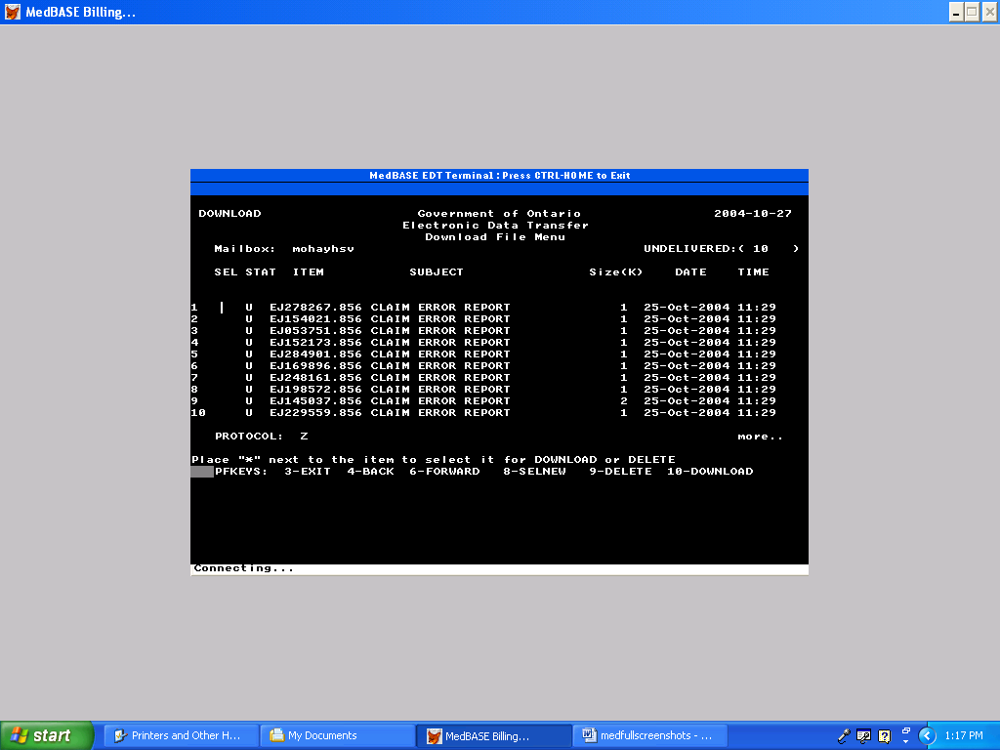 MedBASE Billing...
MedBASE EDT Terminal : Press CTRL-HOME to Exit
DOWNLOAD Government of Ontario 2004-10-27
Electronic Data Transfer
Download File Menu
Mailbox: mohayhsv UNDELIVERED:( 10 )
SEL STAT ITEM SUBJECT Size(K) DATE TIME
1 U EJ278267.856 CLAIM ERROR REPORT 1 25-Oct-2004 11:29
2 U EJ154021.856 CLAIM ERROR REPORT 1 25-Oct-2004 11:29
3 U EJ053751.856 CLAIM ERROR REPORT 1 25-Oct-2004 11:29
4 U EJ152173.856 CLAIM ERROR REPORT 1 25-Oct-2004 11:29
5 U EJ284901.856 CLAIM ERROR REPORT 1 25-Oct-2004 11:29
6 U EJ169896.856 CLAIM ERROR REPORT 1 25-Oct-2004 11:29
7 U EJ248161.856 CLAIM ERROR REPORT 1 25-Oct-2004 11:29
8 U EJ198572.856 CLAIM ERROR REPORT 1 25-Oct-2004 11:29
9 U EJ145037.856 CLAIM ERROR REPORT 2 25-Oct-2004 11:29
10 U EJ229559.856 CLAIM ERROR REPORT 1 25-Oct-2004 11:29
PROTOCOL: Z more..
Place "*" next to the item to select it for DOWNLOAD or DELETE
PFKEYS: 3-EXIT 4-BACK 6-FORWARD 8-SELNEW 9-DELETE 10-DOWNLOAD
Connecting...
start Printers and Other H... My Documents MedBASE Billing... medfullscreenshots - ... 1:17 PM